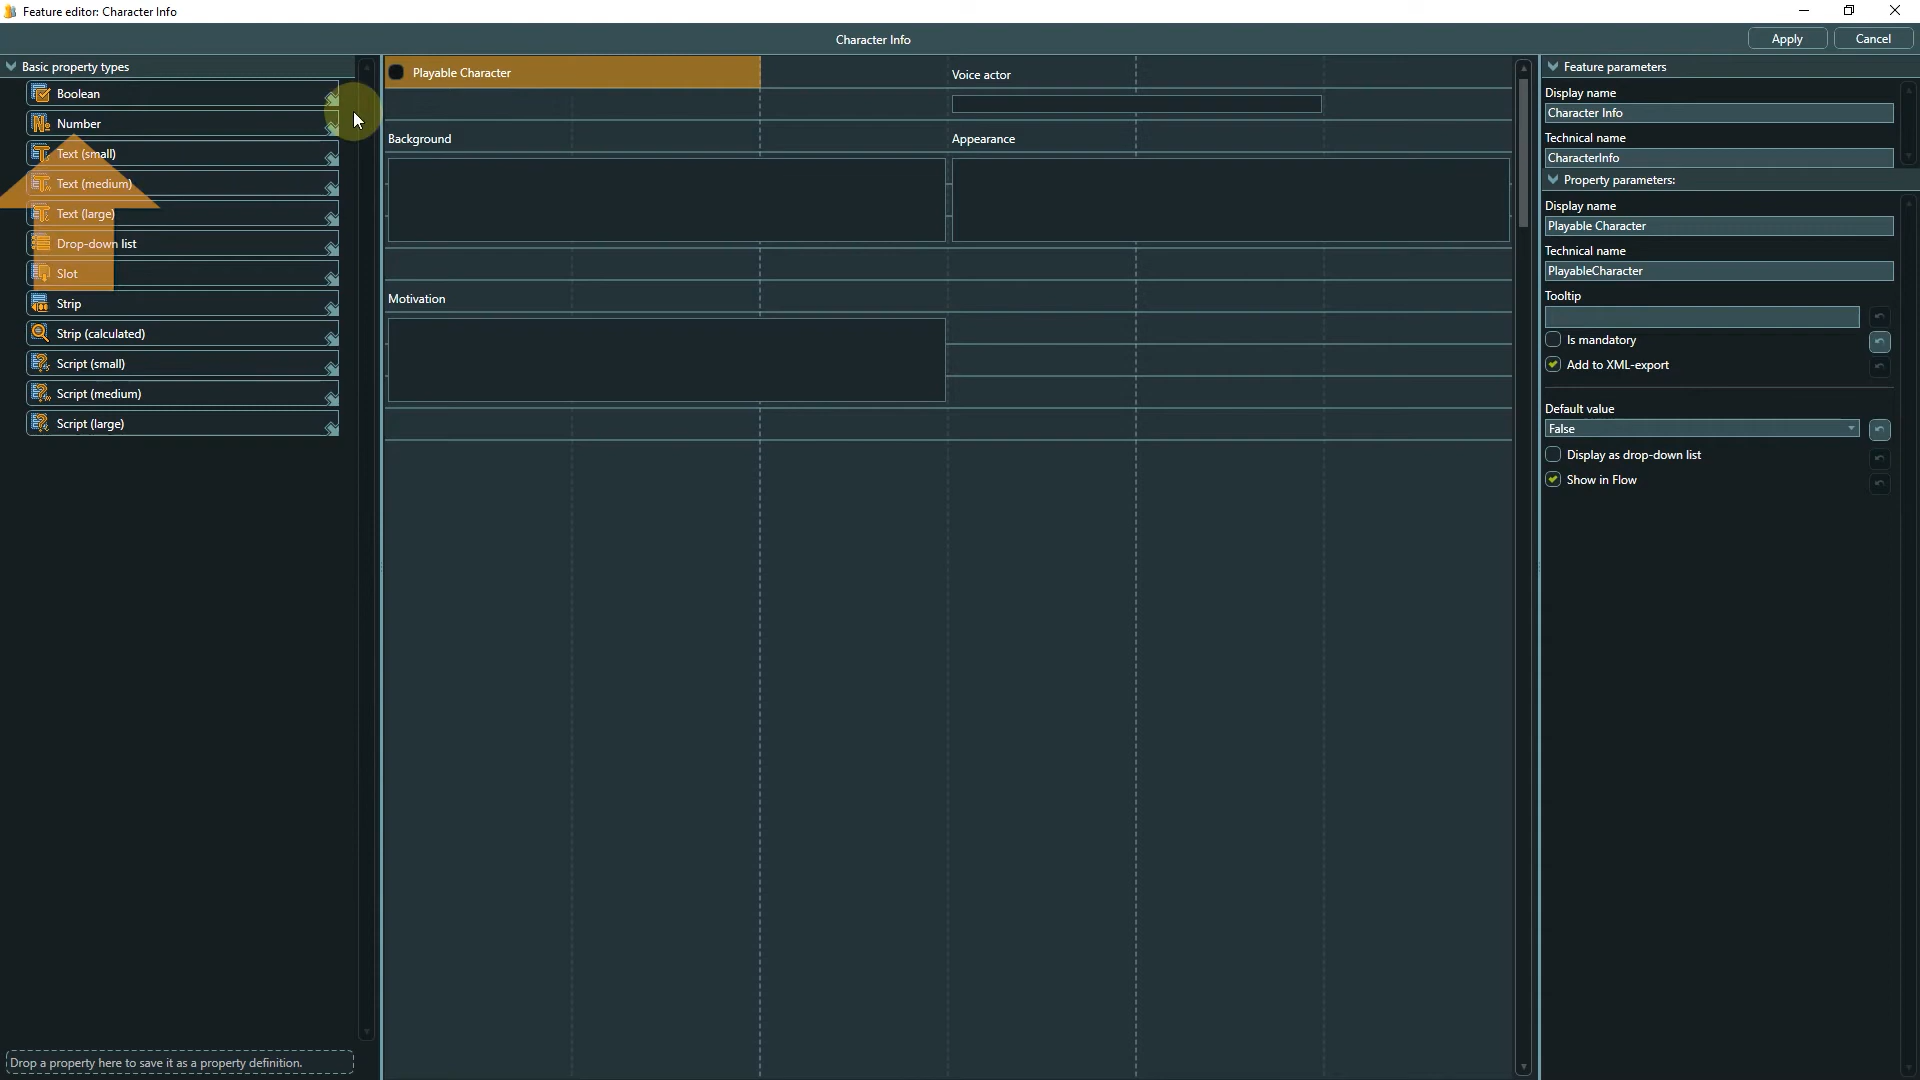 Feature editor: Character Info
Character Info
Apply
Cancel
Basic property types
Boolean
Number
Text (small)
Text (medium)
Text (large)
Drop-down list
Slot
Strip
Strip (calculated)
Script (small)
Script (medium)
Script (large)
Drop a property here to save it as a property definition.
Playable Character
Voice actor
Background
Appearance
Motivation
Feature parameters
Display name
Character Info
Technical name
CharacterInfo
Property parameters:
Display name
Playable Character
Technical name
PlayableCharacter
Tooltip
Is mandatory
Add to XML-export
Default value
False
Display as drop-down list
Show in Flow